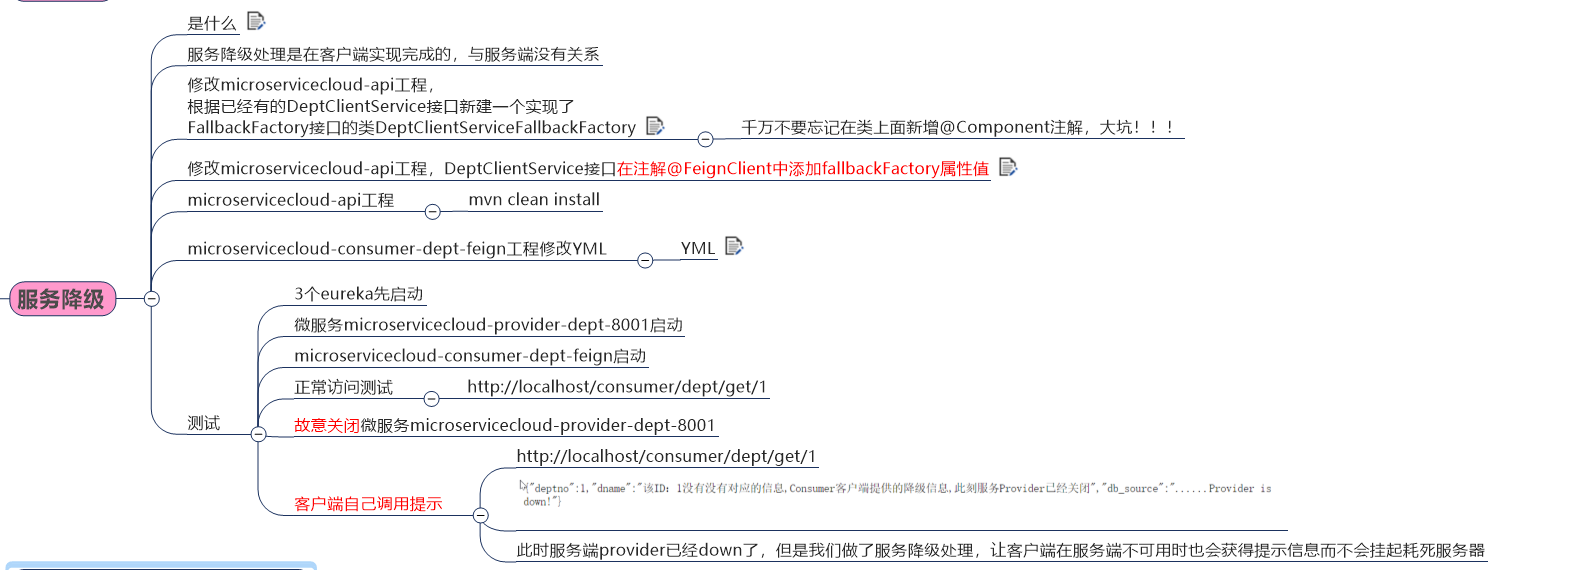 是什么
服务降级处理是在客户端实现完成的，与服务端没有关系
修改microservicecloud-api工程，
根据已经有的DeptClientService接口新建一个实现了
FallbackFactory接口的类DeptClientServiceFallbackFactory
千万不要忘记在类上面新增@Component注解，大坑！！！
修改microservicecloud-api工程，DeptClientService接口在注解@FeignClient中添加fallbackFactory属性值
microservicecloud-api工程
mvn clean install
microservicecloud-consumer-dept-feign工程修改YML
YML
服务降级
测试
3个eureka先启动
微服务microservicecloud-provider-dept-8001启动
microservicecloud-consumer-dept-feign启动
正常访问测试
http://localhost/consumer/dept/get/1
故意关闭微服务microservicecloud-provider-dept-8001
客户端自己调用提示
http://localhost/consumer/dept/get/1
{"deptno":1,"dname":"该ID：1没有没有对应的信息,Consumer客户端提供的降级信息,此刻服务Provider已经关闭","db_source":"......Provider is
down!"}
此时服务端provider已经down了，但是我们做了服务降级处理，让客户端在服务端不可用时也会获得提示信息而不会挂起耗死服务器